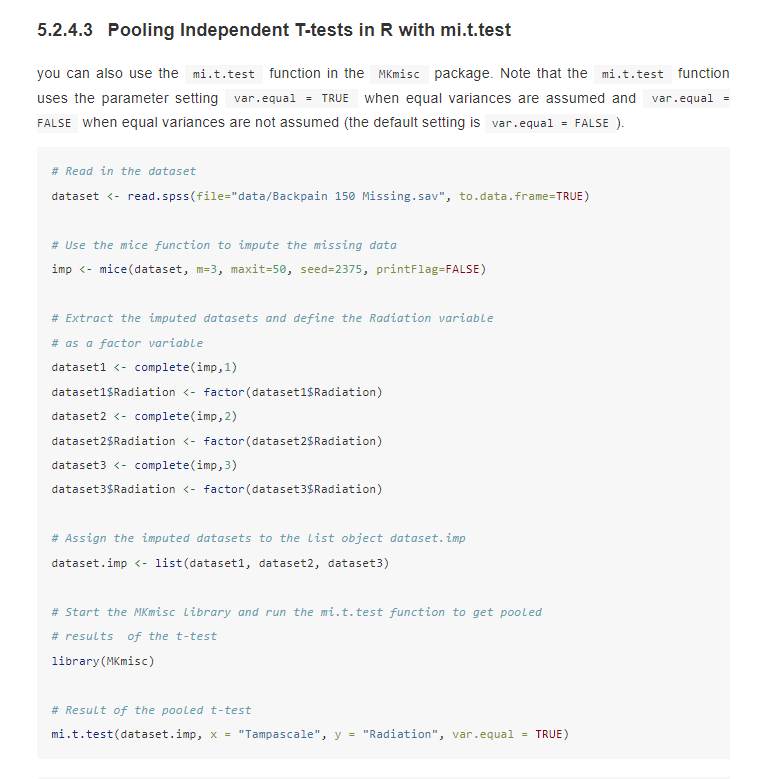 5.2.4.3 Pooling Independent T-tests in R with mi.t.test
you can also use the mi.t.test function in the MKmisc package. Note that the mi.t.test function
uses the parameter setting var.equal = TRUE when equal variances are assumed and var.equal =
FALSE when equal variances are not assumed (the default setting is var.equal = FALSE ).
# Read in the dataset
dataset <- read.spss(file="data/Backpain 150 Missing.sav", to.data.frame=TRUE)
# Use the mice function to impute the missing data
imp <- mice(dataset, m=3, maxit=50, seed=2375, printFlag=FALSE)
# Extract the imputed datasets and define the Radiation variable
# as a factor variable
dataset1 <- complete(imp,1)
dataset1$Radiation <- factor(dataset1$Radiation)
dataset2 <- complete(imp,2)
dataset2$Radiation <- factor(dataset2$Radiation)
dataset3 <- complete(imp,3)
dataset3$Radiation <- factor(dataset3$Radiation)
# Assign the imputed datasets to the list object dataset.imp
dataset.imp <- list(dataset1, dataset2, dataset3)
# Start the MKmisc library and run the mi.t.test function to get pooled
# results  of the t-test
library(MKmisc)
# Result of the pooled t-test
mi.t.test(dataset.imp, x = "Tampascale", y = "Radiation", var.equal = TRUE)